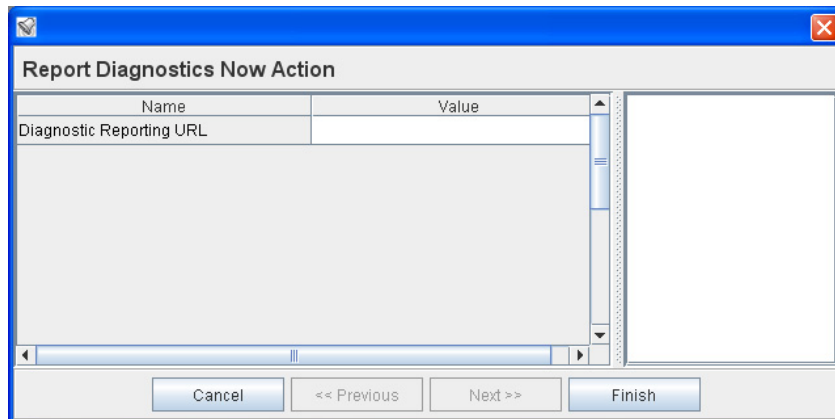 Report Diagnostics Now Action
Name Value
Diagnostic Reporting URL
Cancel << Previous Next >> Finish